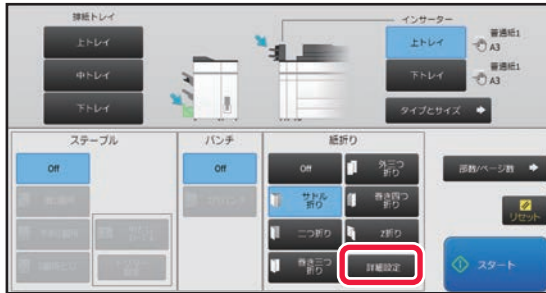 排紙トレイ
上トレイ
中トレイ
下トレイ
インサーター
上トレイ
普通紙1
A3
下トレイ
普通紙1
A3
タイプとサイズ
ステープル
Off
パンチ
Off
紙折り
Off
外三つ
折り
サドル
折り
巻き四つ
折り
二つ折り
Z折り
巻き三つ
折り
詳細設定
部数/ページ数
リセット
スタート